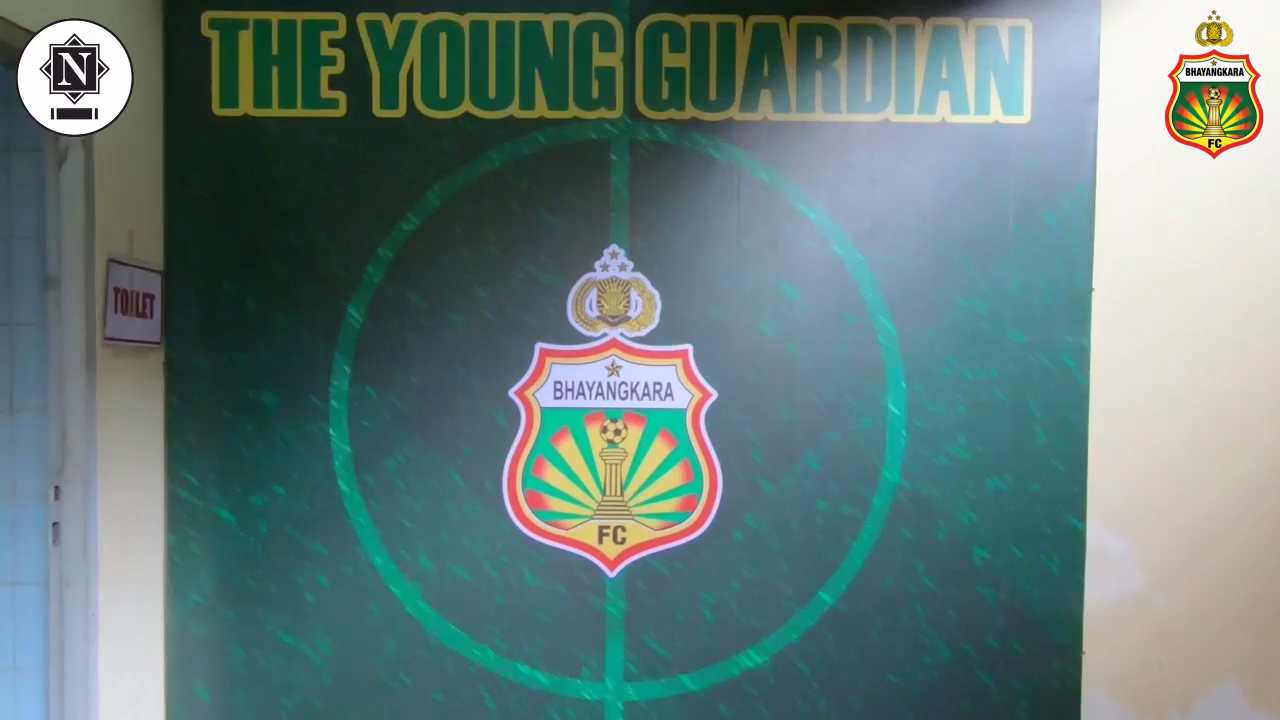 THE YOUNG GUARDIAN
N
BHAYANGKARA
FC
TOILET
BHAYANGKARA
FC